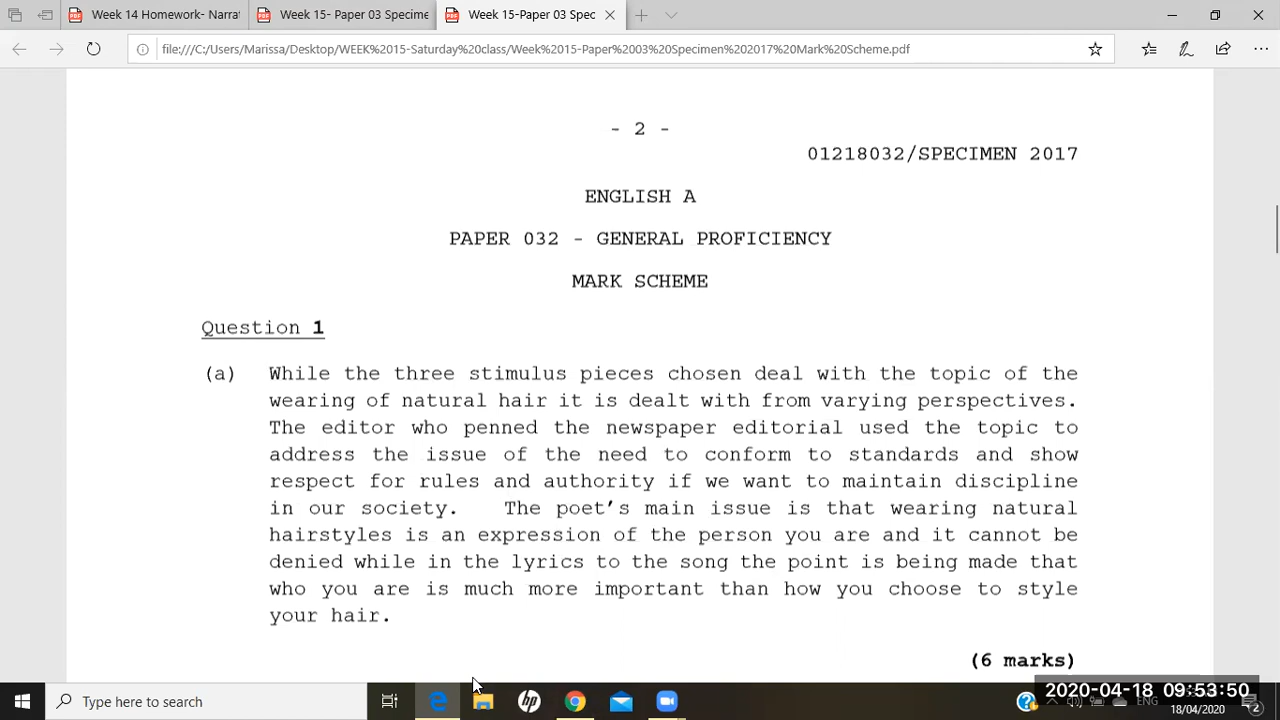 Week 14 Homework- Narrat
Week 15- Paper 03 Specime
Week 15-Paper 03 Spec
file:///C:/Users/Marissa/Desktop/WEEK%2015-Saturday%20class/Week%2015-Paper%2003%20Specimen%202017%20Mark%20Scheme.pdf
- 2 -
01218032/SPECIMEN 2017
ENGLISH A
PAPER 032 - GENERAL PROFICIENCY
MARK SCHEME
Question 1
(a) While the three stimulus pieces chosen deal with the topic of the
wearing of natural hair it is dealt with from varying perspectives.
The editor who penned the newspaper editorial used the topic to
address the issue of the need to conform to standards and show
respect for rules and authority if we want to maintain discipline
in our society. The poet's main issue is that wearing natural
hairstyles is an expression of the person you are and it cannot be
denied while in the lyrics to the song the point is being made that
who you are is much more important than how you choose to style
your hair.
(6 marks)
Type here to search
2020-04-18 09:53:50
ENG
18/04/2020
2